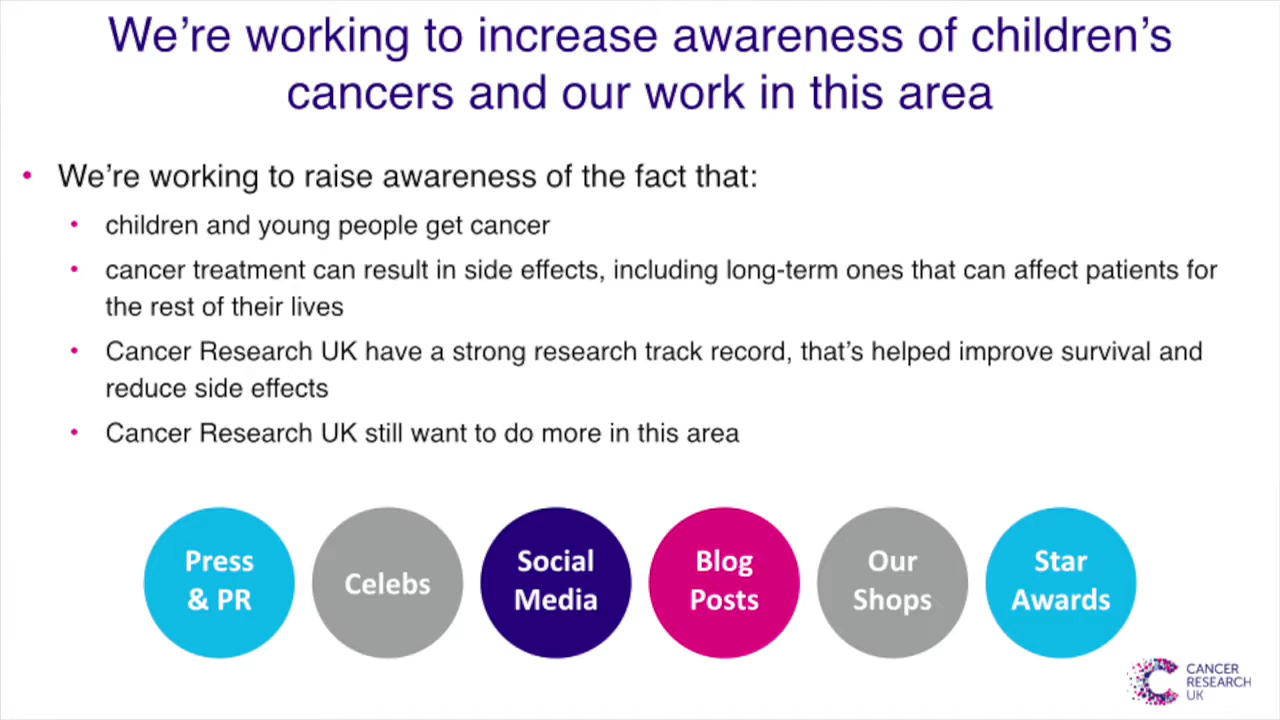 We’re working to increase awareness of children’s
cancers and our work in this area
• We’re working to raise awareness of the fact that:
• children and young people get cancer
• cancer treatment can result in side effects, including long-term ones that can affect patients for
the rest of their lives
• Cancer Research UK have a strong research track record, that’s helped improve survival and
reduce side effects
• Cancer Research UK still want to do more in this area
Press
& PR
Celebs
Social
Media
Blog
Posts
Our
Shops
Star
Awards
CANCER
RESEARCH
UK